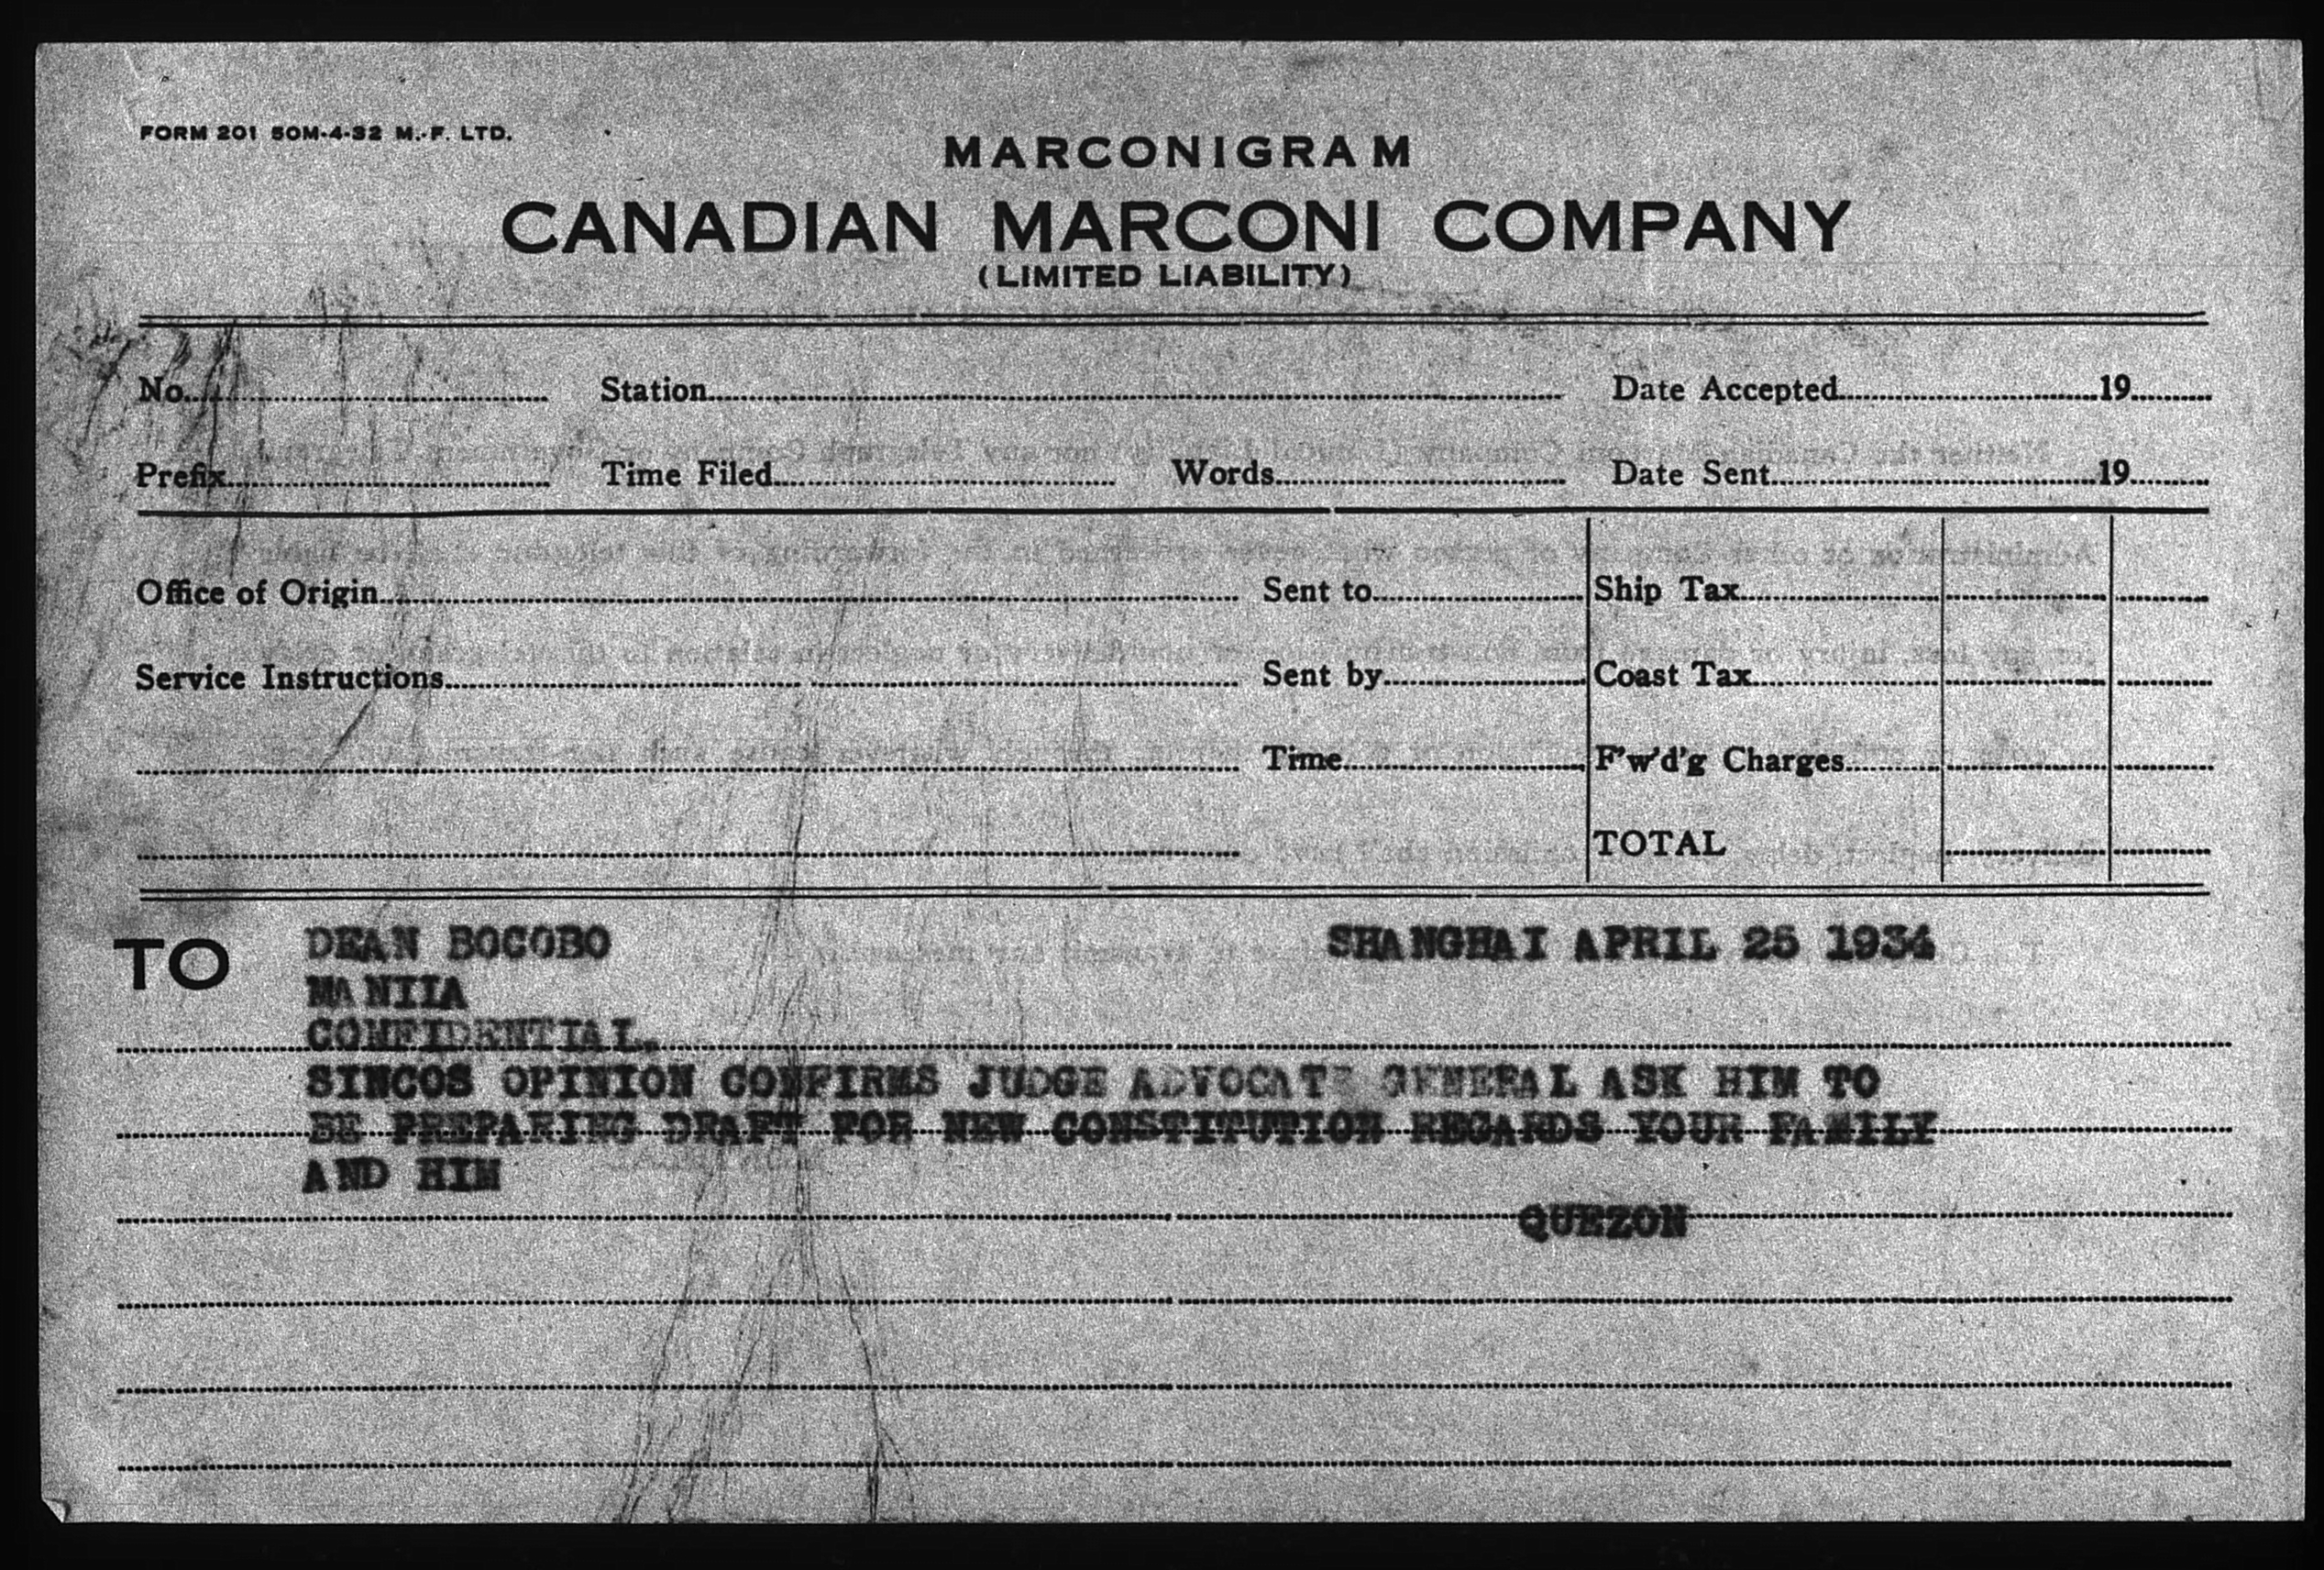 FORM 201 50M-4-32 M.-F. LTD.
MARCONIGRAM
CANADIAN MARCONI COMPANY
(LIMITED LIABILITY)
No. Station Date Accepted 19
Prefix Time Filed Words Date Sent 19
Office of Origin Sent to Ship Tax
Service Instructions Sent by Coast Tax
Time F'w'd'g Charges
TOTAL
TO DEAN BOCOBO SHANGHAI APRIL 25 1934
MANIIA
CONFIDENTIAL.
SINCOS OPINION CONFIRMS JUDGE ADVOCATE GENERAL ASK HIM TO
BE PREPARING DRAFT FOR NEW CONSTITUTION REGARDS YOUR FAMILY
AND HIM
QUEZON